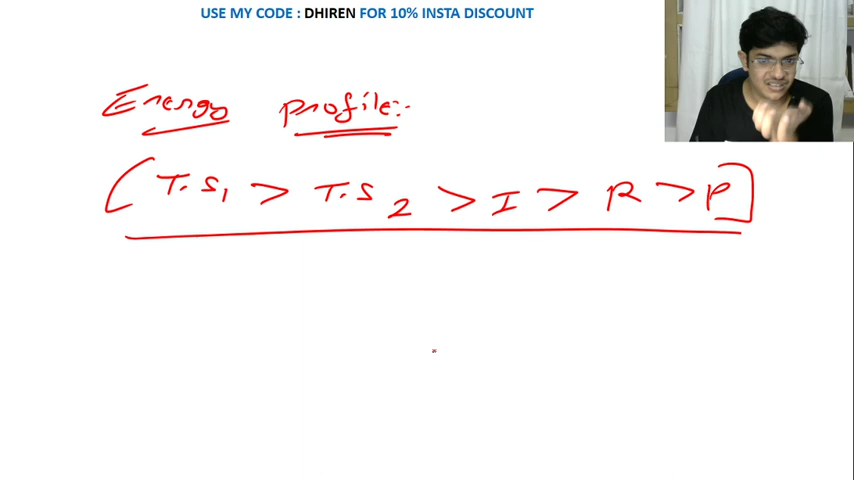 USE MY CODE : DHIREN FOR 10% INSTA DISCOUNT
Energy profile:-
( T.S1 > T.S2 > I > R > P ]